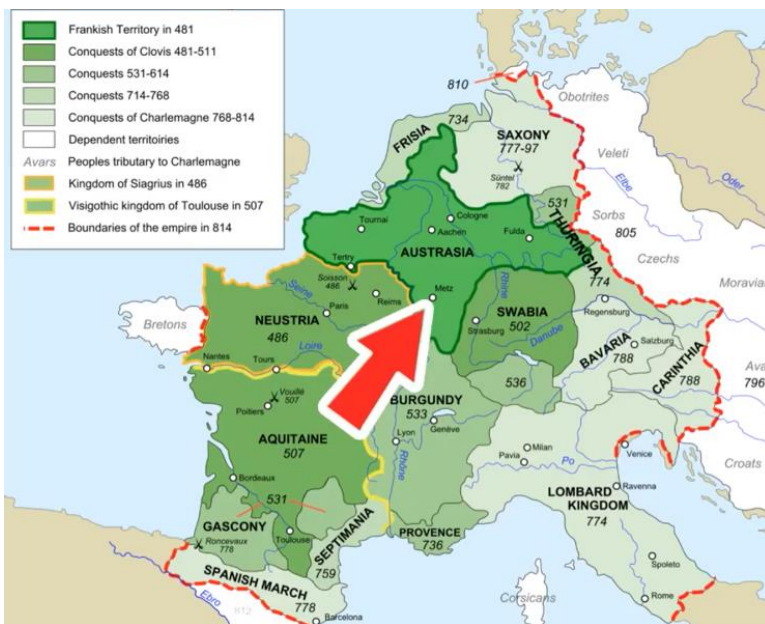 Frankish Territory in 481
Conquests of Clovis 481-511
Conquests 531-614
Conquests 714-768
Conquests of Charlemagne 768-814
Dependent territoiries
Avars Peoples tributary to Charlemagne
Kingdom of Siagrius in 486
Visigothic kingdom of Toulouse in 507
Boundaries of the empire in 814
810
Obotrites
FRISIA
734
SAXONY
777-97
Süntel
782
Veleti
Elbe
Oder
531
Sorbs
805
THURINGIA
774
Czechs
Moravian
Tournai
Cologne
Aachen
Fulda
AUSTRASIA
Tertry
Soisson
486
Metz
Reims
Seine
Paris
NEUSTRIA
486
Bretons
Loire
Nantes
Tours
Rhine
SWABIA
502
Strasburg
Danube
Regensburg
BAVARIA
788
Salzburg
CARINTHIA
788
Ava
796
536
BURGUNDY
533
Vouillé
507
Poitiers
AQUITAINE
507
Lyon
Genève
Rhône
Bordeaux
531
GASCONY
Roncevaux
778
Toulouse
SEPTIMANIA
759
PROVENCE
736
SPANISH MARCH
778
Ebro
812
Barcelona
Milan
Pavia
Po
Venice
Croats
Ravenna
LOMBARD
KINGDOM
774
Spoleto
Rome
Corsicans